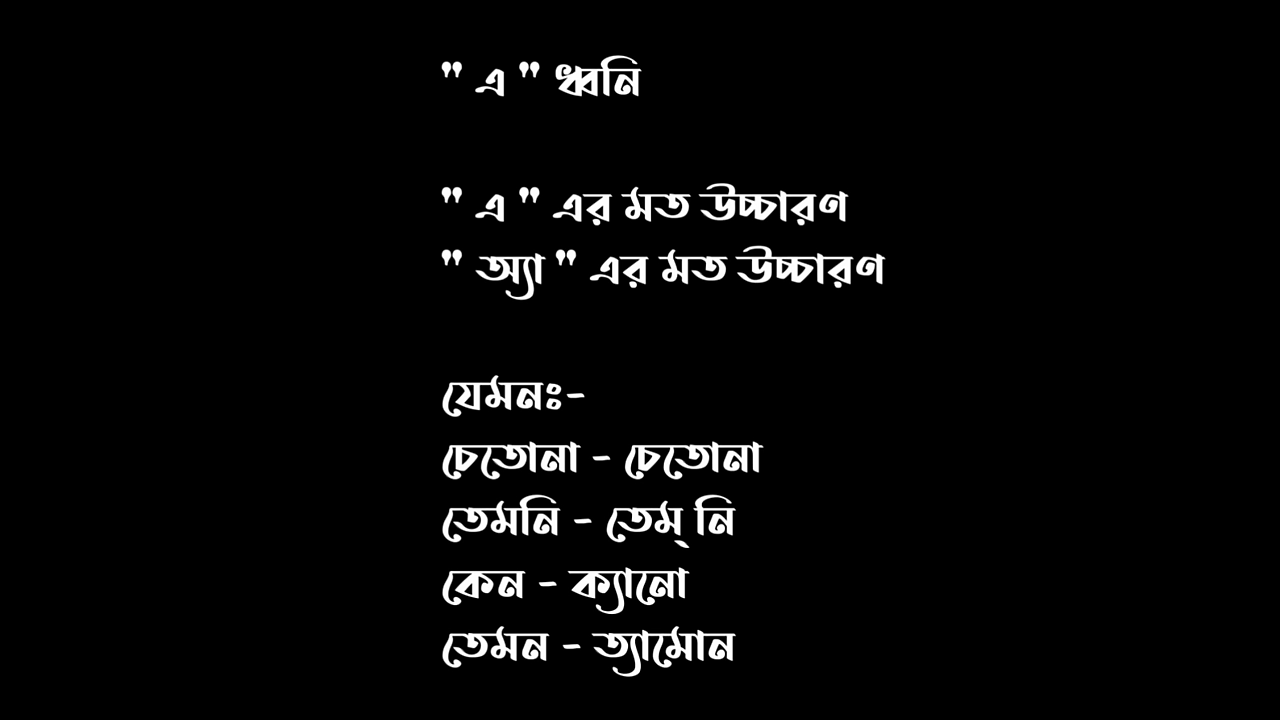 " এ " ধ্বনি
" এ " এর মত উচ্চারণ
" অ্যা " এর মত উচ্চারণ
যেমনঃ-
চেতোনা - চেতোনা
তেমনি - তেম্ নি
কেন - ক্যানো
তেমন - ত্যামোন